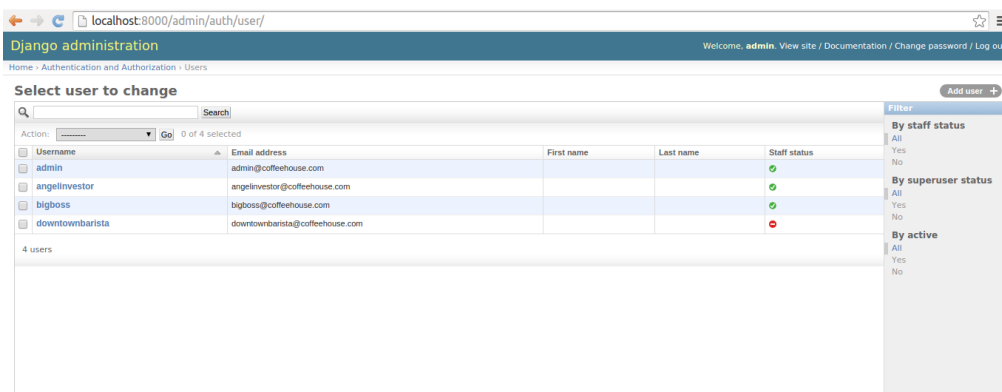 localhost:8000/admin/auth/user/
Django administration
Welcome, admin. View site / Documentation / Change password / Log ou
Home › Authentication and Authorization › Users
Select user to change
Add user +
Search
Filter
Action: --------- Go 0 of 4 selected
By staff status
All
Yes
No
Username Email address First name Last name Staff status
admin admin@coffeehouse.com
angelinvestor angelinvestor@coffeehouse.com
bigboss bigboss@coffeehouse.com
downtownbarista downtownbarista@coffeehouse.com
4 users
By superuser status
All
Yes
No
By active
All
Yes
No